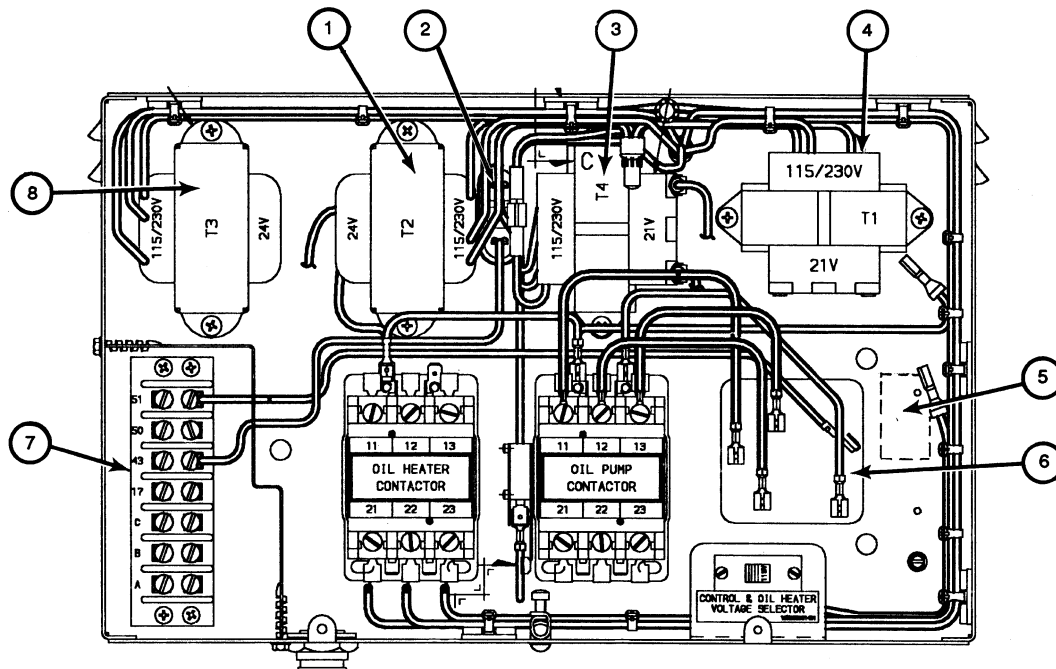 1
2
3
4
8
115/230V
T3
24V
24V
T2
115/230V
115/230V
C
T4
21V
115/230V
T1
21V
5
7
6
51
50
43
17
C
B
A
11 12 13
OIL HEATER
CONTACTOR
21 22 23
11 12 13
OIL PUMP
CONTACTOR
21 22 23
CONTROL & OIL HEATER
VOLTAGE SELECTOR